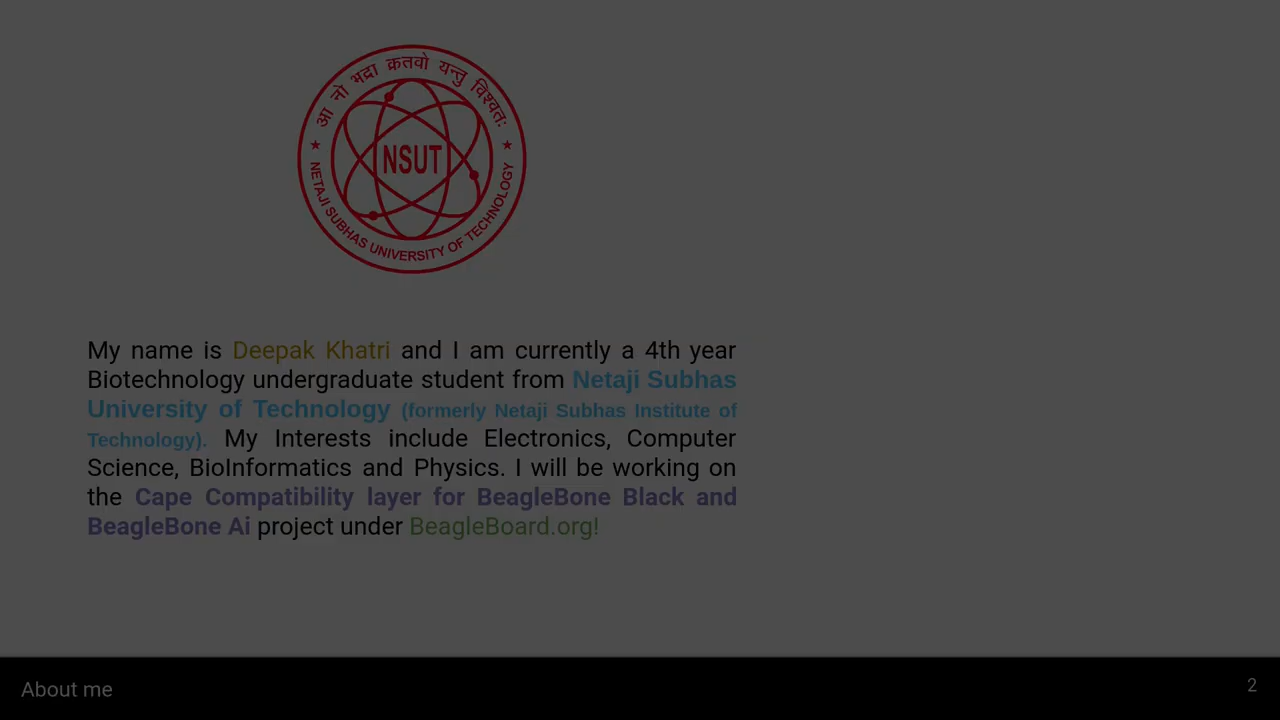 आ नो भद्रा क्रतवो यन्तु विश्वतः
NSUT
★ NETAJI SUBHAS UNIVERSITY OF TECHNOLOGY ★
My name is Deepak Khatri and I am currently a 4th year
Biotechnology undergraduate student from Netaji Subhas
University of Technology (formerly Netaji Subhas Institute of
Technology). My Interests include Electronics, Computer
Science, BioInformatics and Physics. I will be working on
the Cape Compatibility layer for BeagleBone Black and
BeagleBone Ai project under BeagleBoard.org!
About me
2